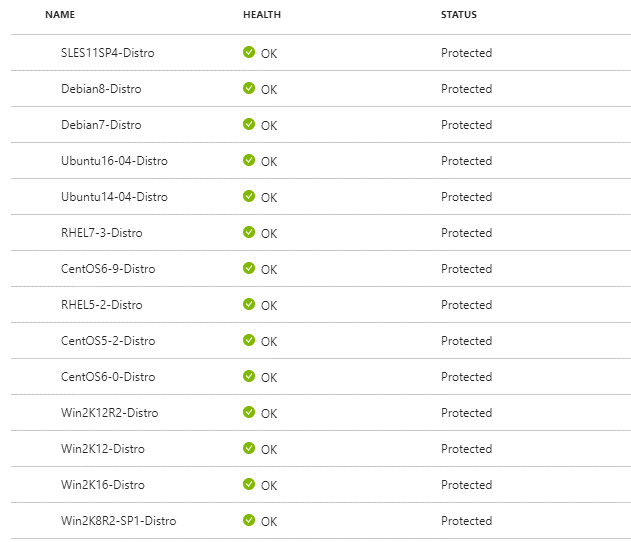 NAME HEALTH STATUS
SLES11SP4-Distro OK Protected
Debian8-Distro OK Protected
Debian7-Distro OK Protected
Ubuntu16-04-Distro OK Protected
Ubuntu14-04-Distro OK Protected
RHEL7-3-Distro OK Protected
CentOS6-9-Distro OK Protected
RHEL5-2-Distro OK Protected
CentOS5-2-Distro OK Protected
CentOS6-0-Distro OK Protected
Win2K12R2-Distro OK Protected
Win2K12-Distro OK Protected
Win2K16-Distro OK Protected
Win2K8R2-SP1-Distro OK Protected